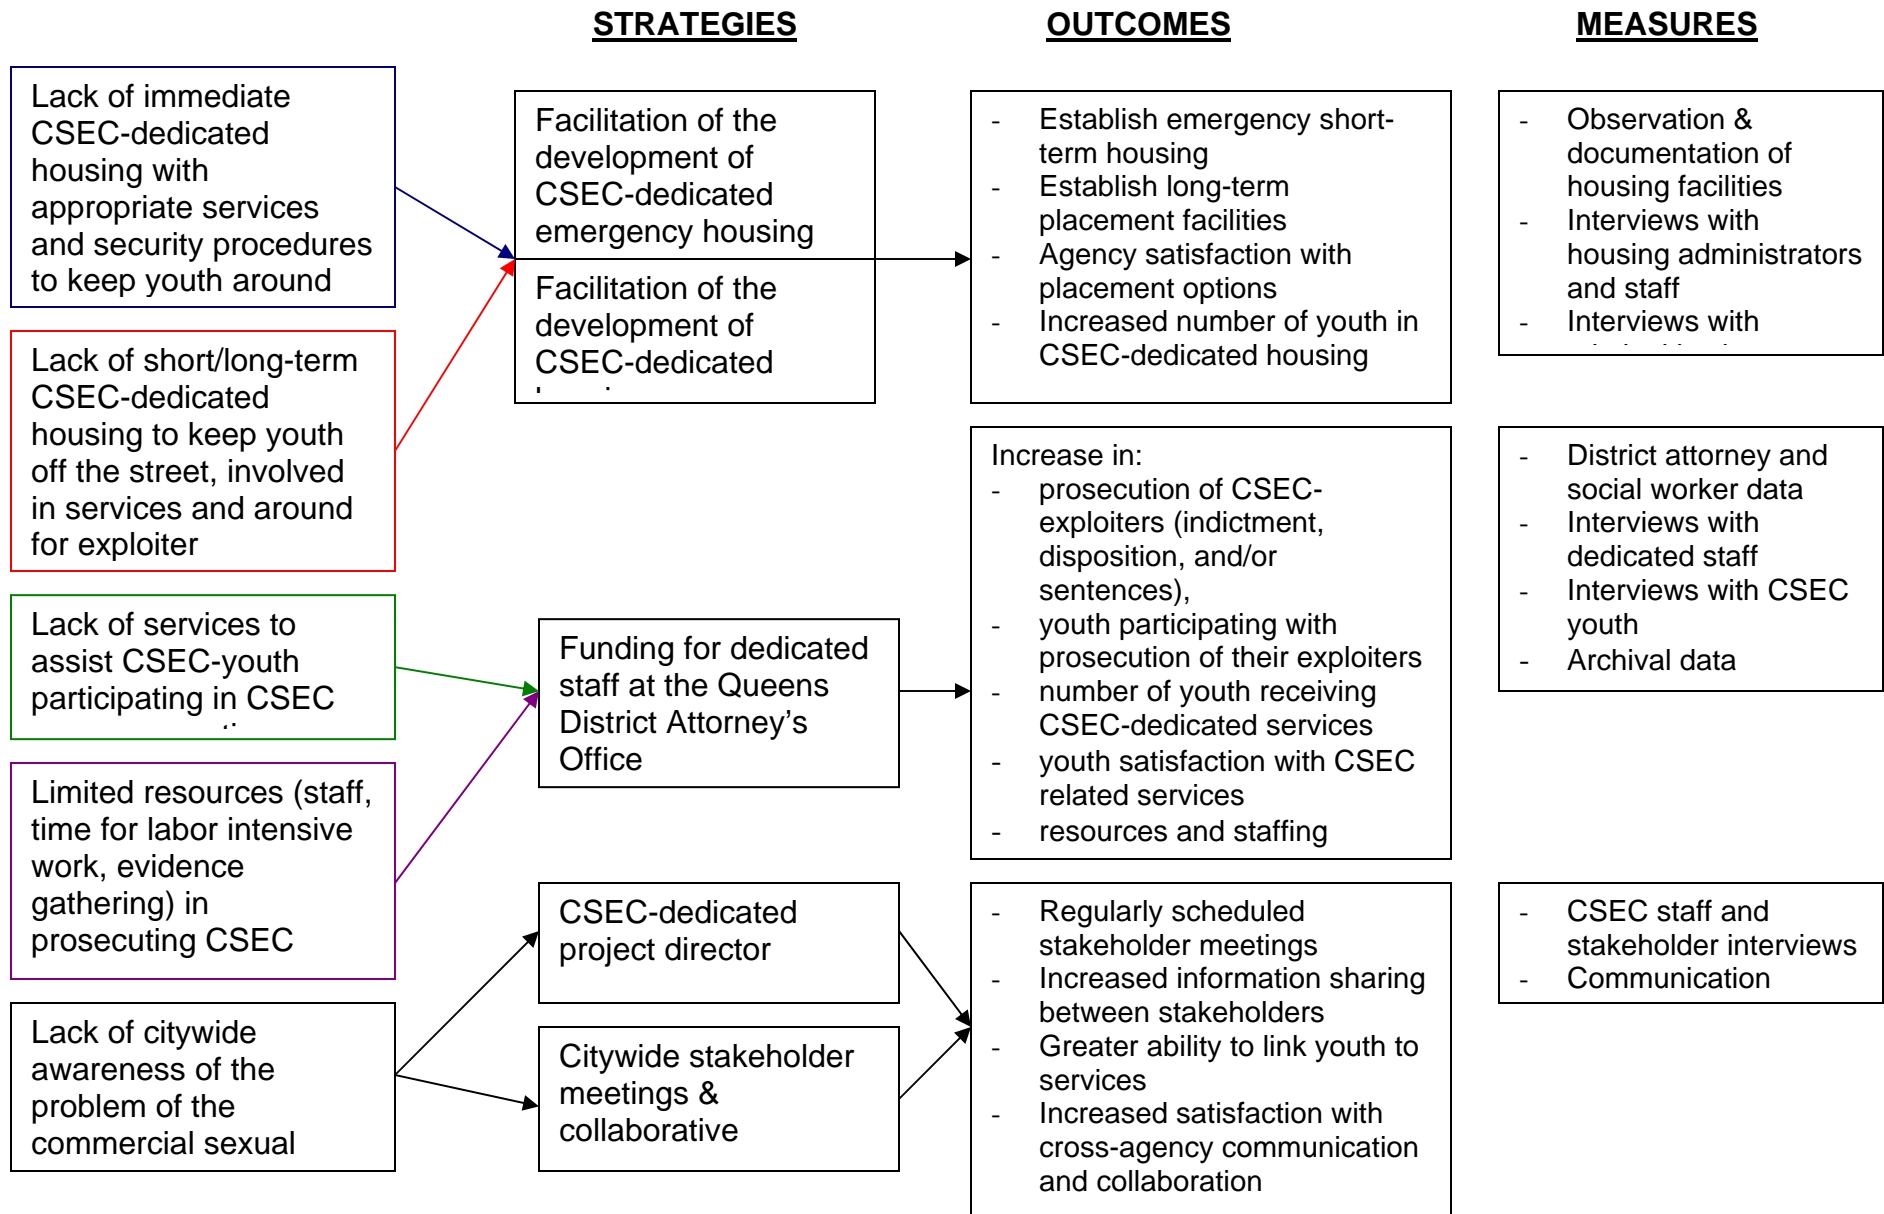 STRATEGIES
OUTCOMES
MEASURES
Lack of immediate
CSEC-dedicated
housing with
appropriate services
and security procedures
to keep youth around
Lack of short/long-term
CSEC-dedicated
housing to keep youth
off the street, involved
in services and around
for exploiter
Lack of services to
assist CSEC-youth
participating in CSEC
Limited resources (staff,
time for labor intensive
work, evidence
gathering) in
prosecuting CSEC
Lack of citywide
awareness of the
problem of the
commercial sexual
Facilitation of the
development of
CSEC-dedicated
emergency housing
Facilitation of the
development of
CSEC-dedicated
Funding for dedicated
staff at the Queens
District Attorney’s
Office
CSEC-dedicated
project director
Citywide stakeholder
meetings &
collaborative
- Establish emergency short-
term housing
- Establish long-term
placement facilities
- Agency satisfaction with
placement options
- Increased number of youth in
CSEC-dedicated housing
Increase in:
- prosecution of CSEC-
exploiters (indictment,
disposition, and/or
sentences),
- youth participating with
prosecution of their exploiters
- number of youth receiving
CSEC-dedicated services
- youth satisfaction with CSEC
related services
- resources and staffing
- Regularly scheduled
stakeholder meetings
- Increased information sharing
between stakeholders
- Greater ability to link youth to
services
- Increased satisfaction with
cross-agency communication
and collaboration
- Observation &
documentation of
housing facilities
- Interviews with
housing administrators
and staff
- Interviews with
- District attorney and
social worker data
- Interviews with
dedicated staff
- Interviews with CSEC
youth
- Archival data
- CSEC staff and
stakeholder interviews
- Communication